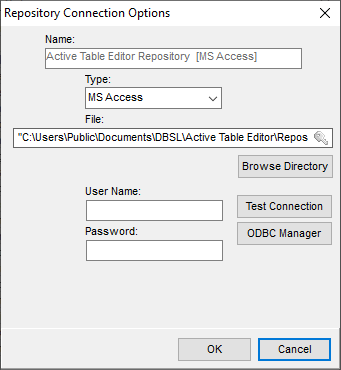 Repository Connection Options
Name:
Active Table Editor Repository [MS Access]
Type:
MS Access
File:
"C:\Users\Public\Documents\DBSL\Active Table Editor\Repos
Browse Directory
User Name:
Test Connection
Password:
ODBC Manager
OK
Cancel